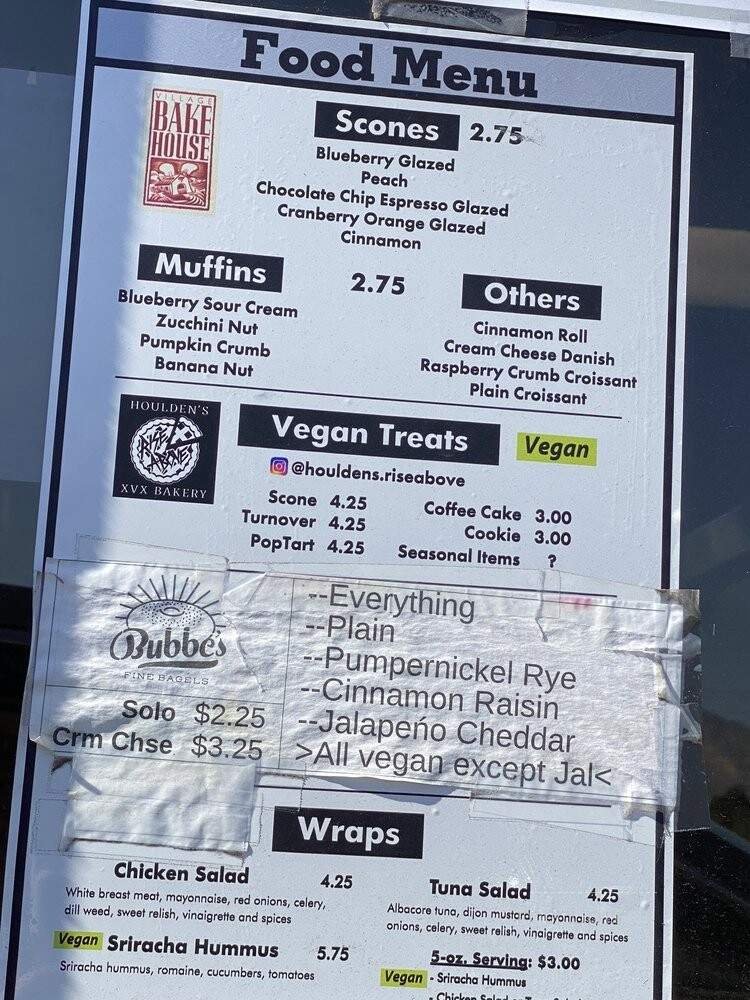 Food Menu
VILLAGE
BAKE
HOUSE
Scones 2.75
Blueberry Glazed
Peach
Chocolate Chip Espresso Glazed
Cranberry Orange Glazed
Cinnamon
Muffins 2.75
Blueberry Sour Cream
Zucchini Nut
Pumpkin Crumb
Banana Nut
Others
Cinnamon Roll
Cream Cheese Danish
Raspberry Crumb Croissant
Plain Croissant
HOULDEN'S
RISE
ABOVE
XVX BAKERY
Vegan Treats Vegan
@houldens.riseabove
Scone 4.25
Turnover 4.25
PopTart 4.25
Coffee Cake 3.00
Cookie 3.00
Seasonal Items ?
Bubbe's
FINE BAGELS
Solo $2.25
Crm Chse $3.25
--Everything
--Plain
--Pumpernickel Rye
--Cinnamon Raisin
--Jalapeńo Cheddar
>All vegan except Jal<
Wraps
Chicken Salad 4.25
White breast meat, mayonnaise, red onions, celery,
dill weed, sweet relish, vinaigrette and spices
Vegan Sriracha Hummus 5.75
Sriracha hummus, romaine, cucumbers, tomatoes
Tuna Salad 4.25
Albacore tuna, dijon mustard, mayonnaise, red
onions, celery, sweet relish, vinaigrette and spices
5-oz. Serving: $3.00
Vegan - Sriracha Hummus
- Chicken Salad or Tuna